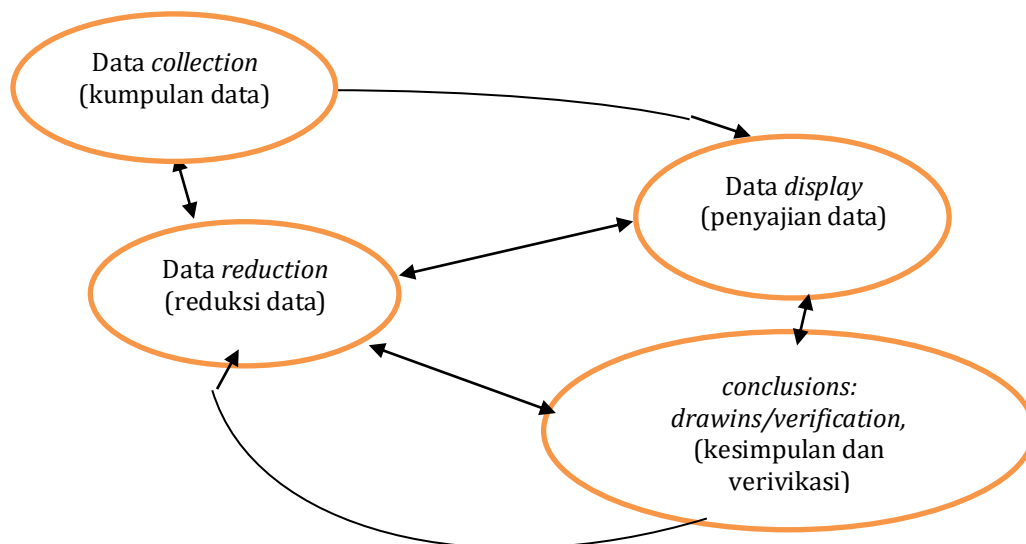 Data collection
(kumpulan data)
Data display
(penyajian data)
Data reduction
(reduksi data)
conclusions:
drawins/verification,
(kesimpulan dan
verivikasi)